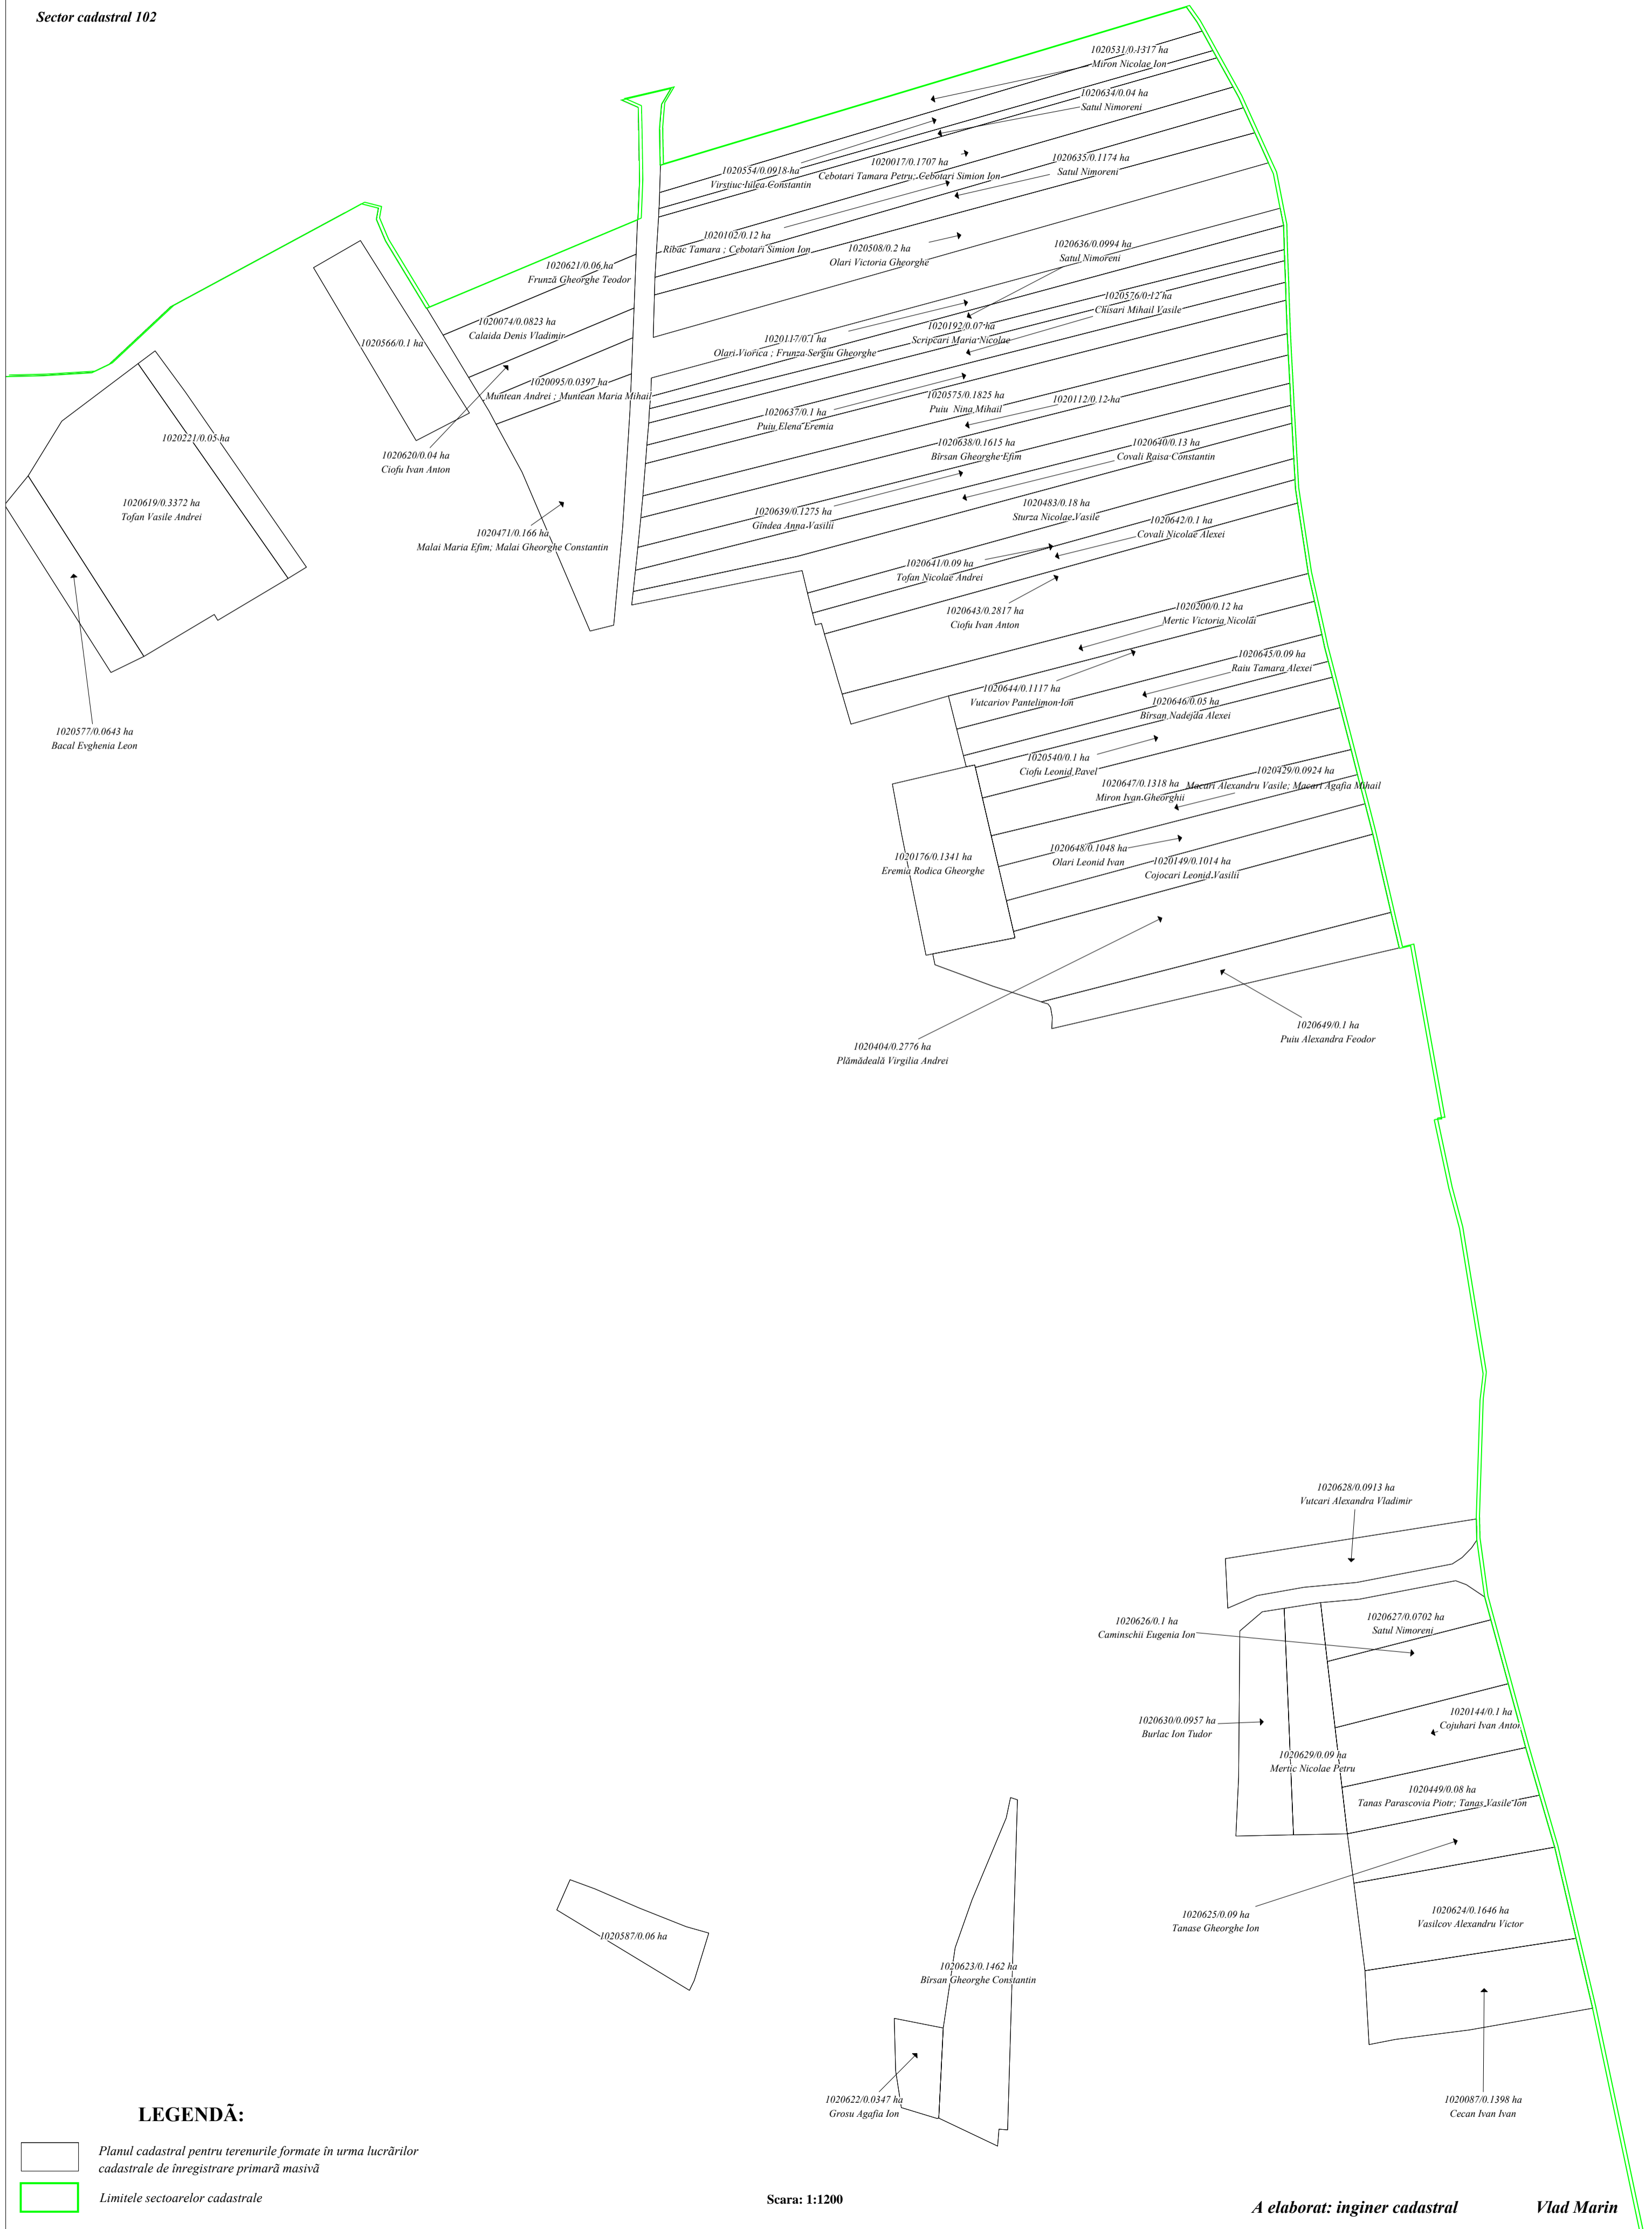 Sector cadastral 102
1020531/0.1317 ha
Miron Nicolae Ion
1020634/0.04 ha
Satul Nimoreni
1020554/0.0918 ha
Virstiuc Iulea Constantin
1020017/0.1707 ha
Cebotari Tamara Petru; Cebotari Simion Ion
1020635/0.1174 ha
Satul Nimoreni
1020102/0.12 ha
Rîbac Tamara ; Cebotari Simion Ion
1020508/0.2 ha
Olari Victoria Gheorghe
1020636/0.0994 ha
Satul Nimoreni
1020621/0.06 ha
Frunză Gheorghe Teodor
1020576/0.12 ha
Chisari Mihail Vasile
1020074/0.0823 ha
Calaida Denis Vladimir
1020192/0.07 ha
Scripcari Maria Nicolae
1020117/0.1 ha
Olari Viorica ; Frunza Sergiu Gheorghe
1020566/0.1 ha
1020095/0.0397 ha
Muntean Andrei ; Muntean Maria Mihail
1020575/0.1825 ha
Puiu Nina Mihail
1020112/0.12 ha
1020637/0.1 ha
Puiu Elena Eremia
1020221/0.05 ha
1020638/0.1615 ha
Bîrsan Gheorghe Efim
1020640/0.13 ha
Covali Raisa Constantin
1020620/0.04 ha
Ciofu Ivan Anton
1020619/0.3372 ha
Tofan Vasile Andrei
1020483/0.18 ha
Sturza Nicolae Vasile
1020639/0.1275 ha
Gîndea Anna Vasilii
1020642/0.1 ha
Covali Nicolae Alexei
1020471/0.166 ha
Malai Maria Efim; Malai Gheorghe Constantin
1020641/0.09 ha
Tofan Nicolae Andrei
1020643/0.2817 ha
Ciofu Ivan Anton
1020200/0.12 ha
Mertic Victoria Nicolai
1020645/0.09 ha
Raiu Tamara Alexei
1020644/0.1117 ha
Vutcariov Pantelimon Ion
1020646/0.05 ha
Bîrsan Nadejda Alexei
1020577/0.0643 ha
Bacal Evghenia Leon
1020540/0.1 ha
Ciofu Leonid Pavel
1020429/0.0924 ha
Macari Alexandru Vasile; Macari Agafia Mihail
1020647/0.1318 ha
Miron Ivan Gheorghii
1020648/0.1048 ha
Olari Leonid Ivan
1020176/0.1341 ha
Eremia Rodica Gheorghe
1020149/0.1014 ha
Cojocari Leonid Vasilii
1020649/0.1 ha
Puiu Alexandra Feodor
1020404/0.2776 ha
Plămădeală Virgilia Andrei
1020628/0.0913 ha
Vutcari Alexandra Vladimir
1020627/0.0702 ha
Satul Nimoreni
1020626/0.1 ha
Caminschii Eugenia Ion
1020144/0.1 ha
Cojuhari Ivan Anton
1020630/0.0957 ha
Burlac Ion Tudor
1020629/0.09 ha
Mertic Nicolae Petru
1020449/0.08 ha
Tanas Parascovia Piotr; Tanas Vasile Ion
1020625/0.09 ha
Tanase Gheorghe Ion
1020624/0.1646 ha
Vasilcov Alexandru Victor
1020587/0.06 ha
1020623/0.1462 ha
Bîrsan Gheorghe Constantin
1020622/0.0347 ha
Grosu Agafia Ion
1020087/0.1398 ha
Cecan Ivan Ivan
LEGENDÃ:
Planul cadastral pentru terenurile formate în urma lucrãrilor
cadastrale de înregistrare primarã masivã
Limitele sectoarelor cadastrale
Scara: 1:1200
A elaborat: inginer cadastral Vlad Marin